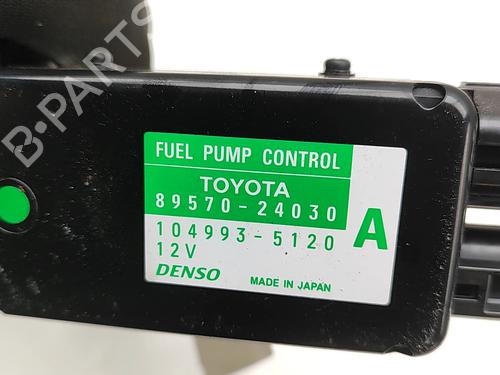 B-PARTS
FUEL PUMP CONTROL
TOYOTA
89570-24030
104993-5120
A
12V
DENSO
MADE IN JAPAN